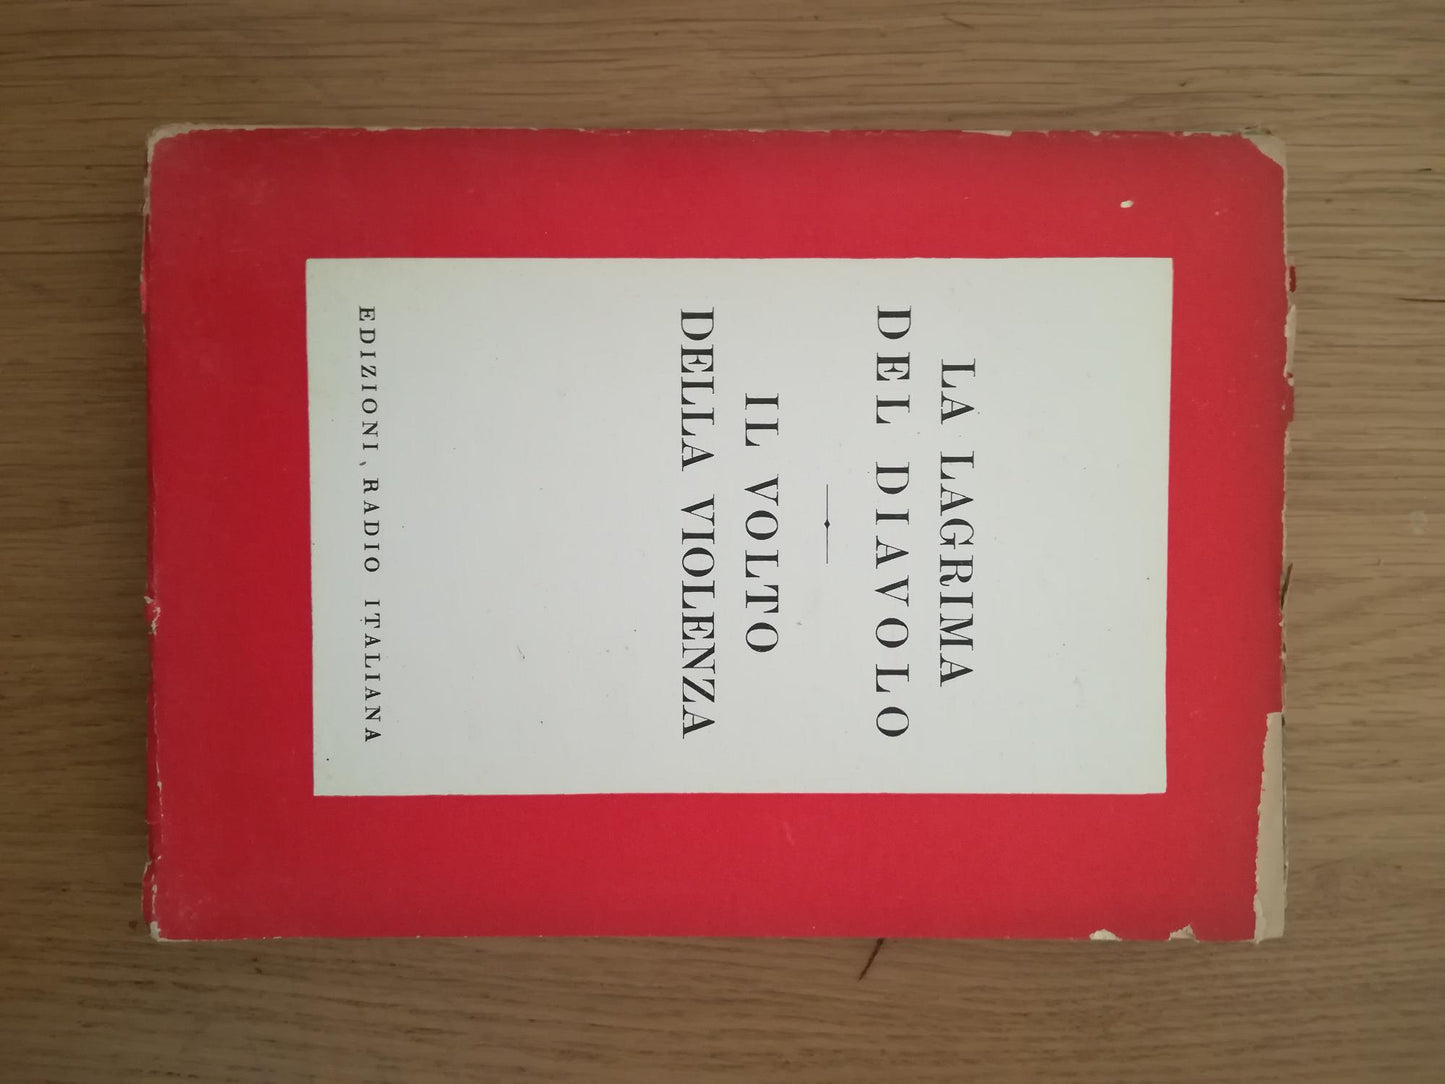 LA LAGRIMA
DEL DIAVOLO
IL VOLTO
DELLA VIOLENZA
EDIZIONI RADIO ITALIANA